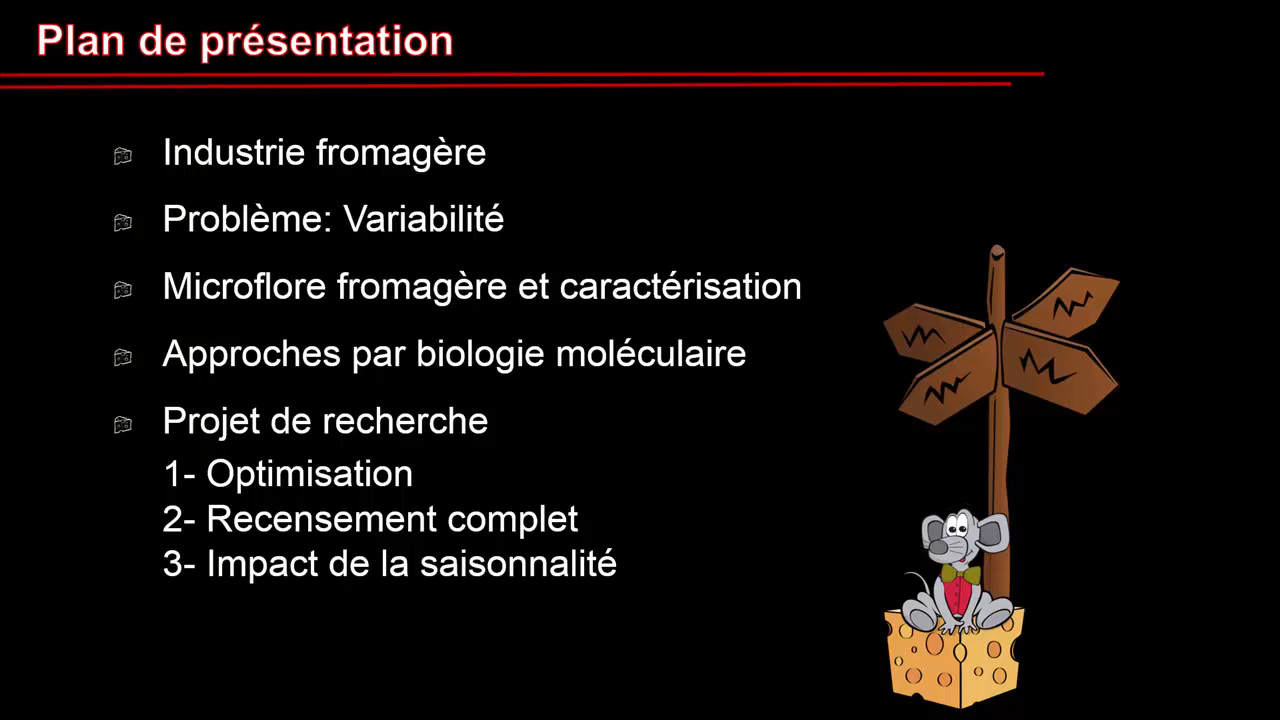 Plan de présentation
Industrie fromagère
Problème: Variabilité
Microflore fromagère et caractérisation
Approches par biologie moléculaire
Projet de recherche
1- Optimisation
2- Recensement complet
3- Impact de la saisonnalité